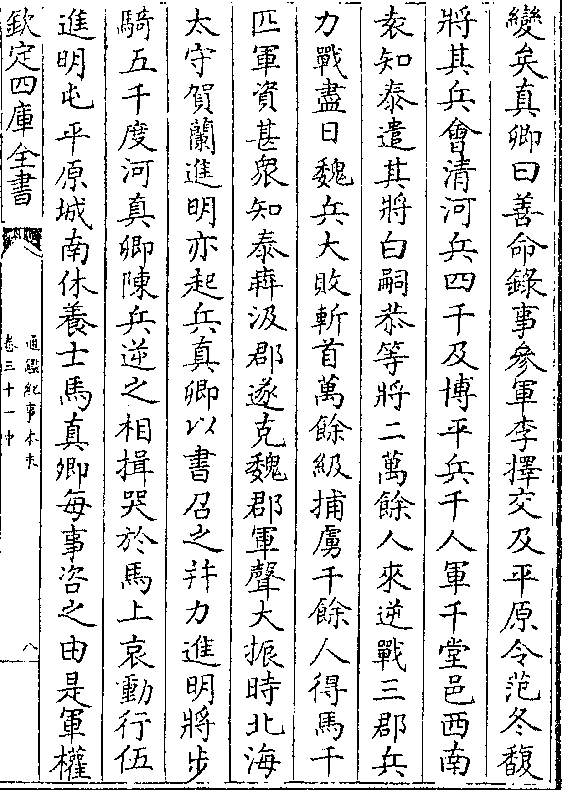 變矣真卿曰善命錄事參軍李擇交及平原令范冬馥
將其兵會清河兵四千及博平兵千人軍千堂邑西南
袁知泰遣其將白嗣恭等將二萬餘人來逆戰三郡兵
力戰盡日魏兵大敗斬首萬餘級捕虜千餘人得馬千
匹軍資甚衆知泰犇汲郡遂克魏郡軍聲大振時北海
太守賀蘭進明亦起兵真卿以書召之并力進明將步
騎五千度河真卿陳兵逆之相揖哭於馬上哀動行伍
進明屯平原城南休養士馬真卿每事咨之由是軍權
欽定四庫全書
通鑑紀事本末
卷三十一中
八